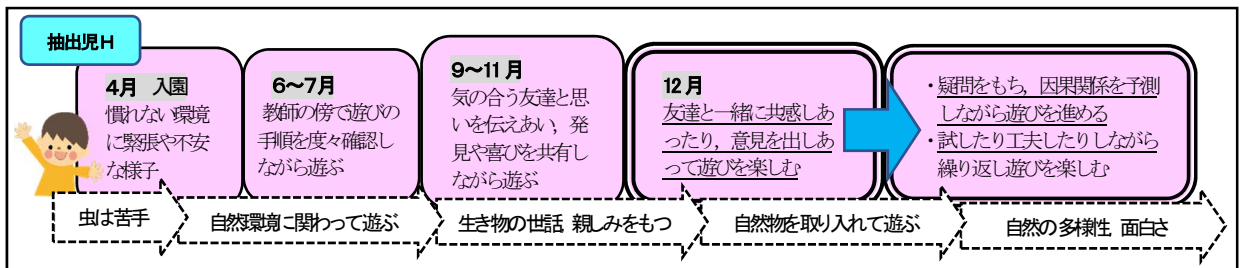 抽出児H
4月 入園
慣れない環境
に緊張や不安
な様子
6～7月
教師の傍で遊びの
手順を度々確認し
ながら遊ぶ
9～11月
気の合う友達と思
いを伝えあい，発
見や喜びを共有し
ながら遊ぶ
12月
友達と一緒に共感しあ
ったり，意見を出しあ
って遊びを楽しむ
・疑問をもち，因果関係を予測
しながら遊びを進める
・試したり工夫したりしながら
繰り返し遊びを楽しむ
虫は苦手
自然環境に関わって遊ぶ
生き物の世話 親しみをもつ
自然物を取り入れて遊ぶ
自然の多様性，面白さ